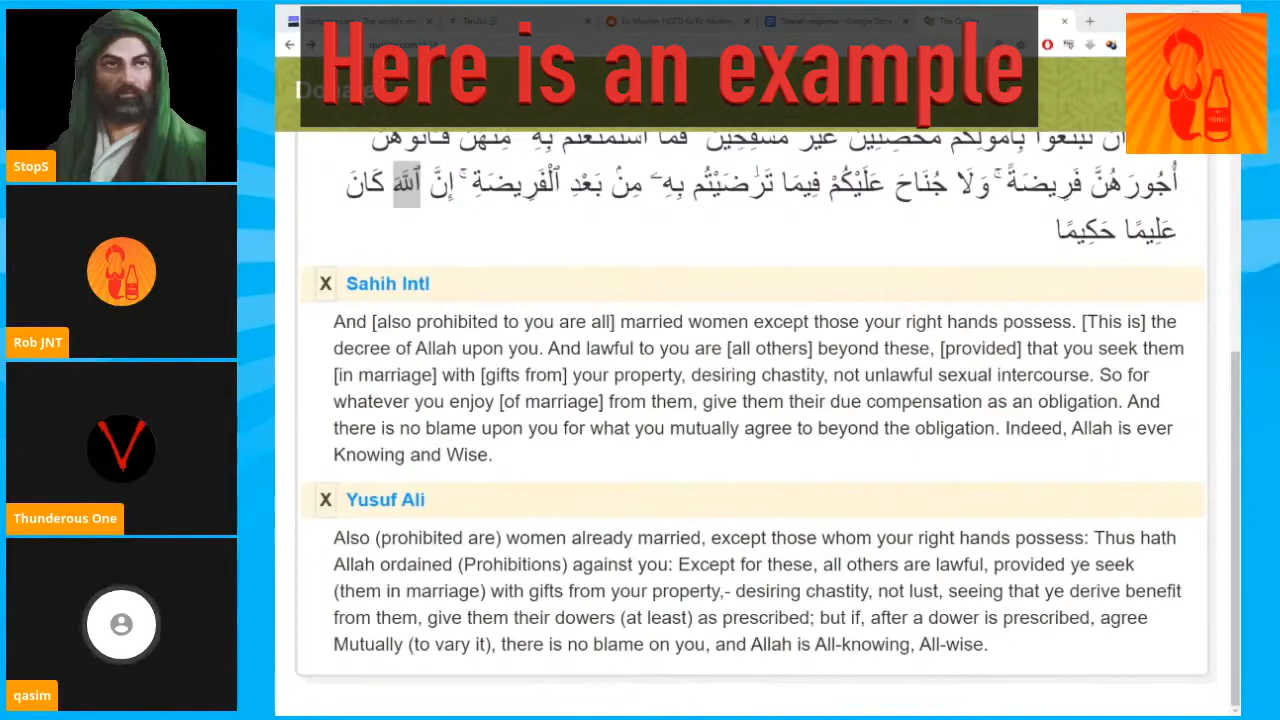 Here is an example
StopS
TONIC
أُجُورَهُنَّ فَرِيضَةً ۚ وَلَا جُنَاحَ عَلَيْكُمْ فِيمَا تَرَٰضَيْتُم بِهِۦ مِنۢ بَعْدِ ٱلْفَرِيضَةِ ۚ إِنَّ ٱللَّهَ كَانَ
عَلِيمًا حَكِيمًا
X Sahih Intl
And [also prohibited to you are all] married women except those your right hands possess. [This is] the
decree of Allah upon you. And lawful to you are [all others] beyond these, [provided] that you seek them
[in marriage] with [gifts from] your property, desiring chastity, not unlawful sexual intercourse. So for
whatever you enjoy [of marriage] from them, give them their due compensation as an obligation. And
there is no blame upon you for what you mutually agree to beyond the obligation. Indeed, Allah is ever
Knowing and Wise.
Rob JNT
X Yusuf Ali
Also (prohibited are) women already married, except those whom your right hands possess: Thus hath
Allah ordained (Prohibitions) against you: Except for these, all others are lawful, provided ye seek
(them in marriage) with gifts from your property,- desiring chastity, not lust, seeing that ye derive benefit
from them, give them their dowers (at least) as prescribed; but if, after a dower is prescribed, agree
Mutually (to vary it), there is no blame on you, and Allah is All-knowing, All-wise.
Thunderous One
qasim